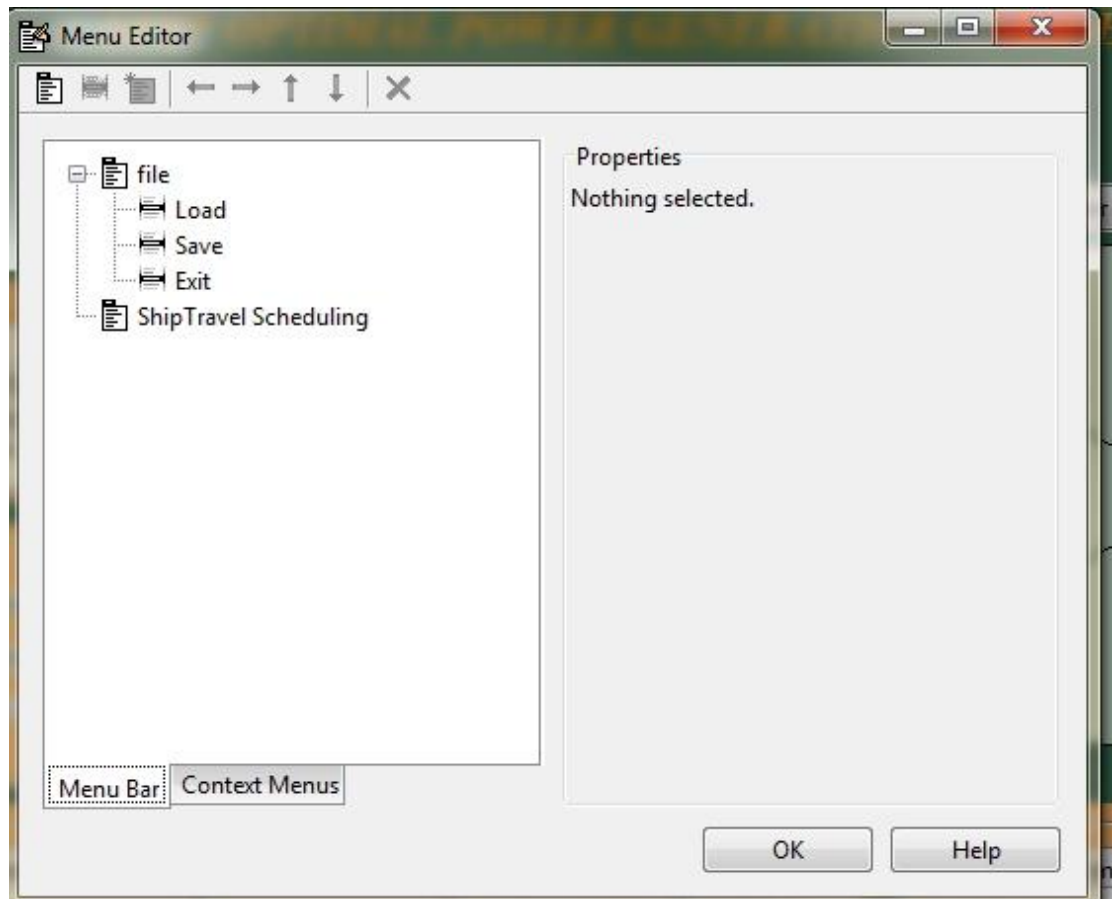 Menu Editor
Properties
file
Nothing selected.
Load
Save
Exit
ShipTravel Scheduling
Menu Bar
Context Menus
OK
Help